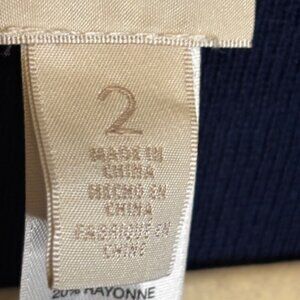 2
MADE IN
CHINA
HECHO EN
CHINA
FABRIQUÉ EN
CHINE
20% RAYONNE